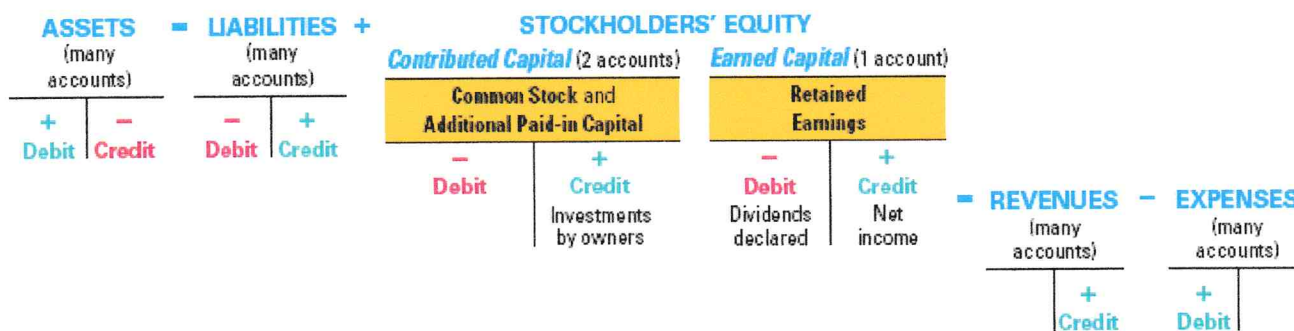 ASSETS = LIABILITIES + STOCKHOLDERS' EQUITY
(many accounts)
(many accounts)
Contributed Capital (2 accounts)
Earned Capital (1 account)
Common Stock and
Additional Paid-in Capital
Retained
Earnings
+ −
Debit Credit
− +
Debit Credit
− +
Debit Credit
Investments
by owners
− +
Debit Credit
Dividends
declared
Net
income
= REVENUES − EXPENSES
(many
accounts)
(many
accounts)
+
Credit
+
Debit